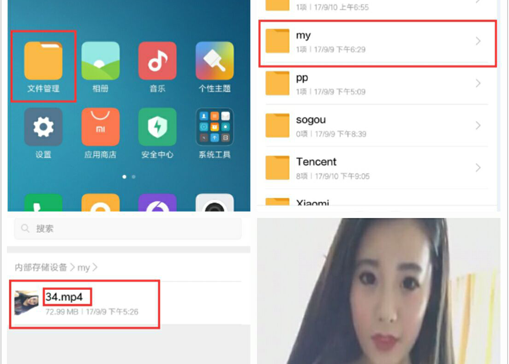 文件管理
相册
音乐
个性主题
设置
应用商店
安全中心
系统工具
1项 | 17/9/10 上午6:55
my
1项 | 17/9/9 下午6:29
pp
1项 | 17/9/10 下午5:09
sogou
0项 | 17/9/9 下午8:39
Tencent
8项 | 17/9/10 下午9:05
Xiaomi
搜索
内部存储设备 > my >
34.mp4
72.99 MB | 17/9/9 下午5:26